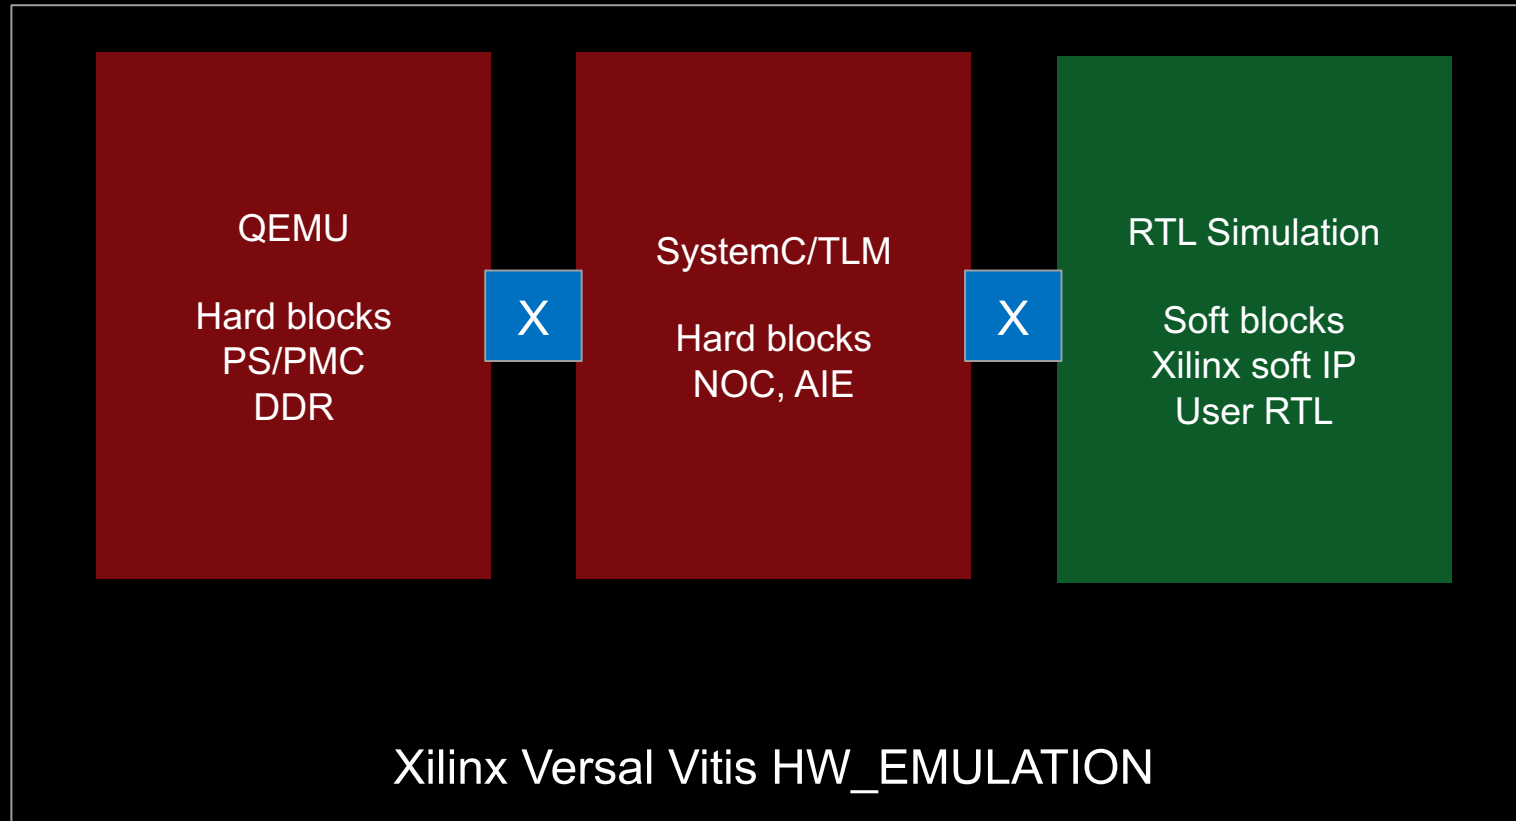 QEMU
Hard blocks
PS/PMC
DDR
X
SystemC/TLM
Hard blocks
NOC, AIE
X
RTL Simulation
Soft blocks
Xilinx soft IP
User RTL
Xilinx Versal Vitis HW_EMULATION